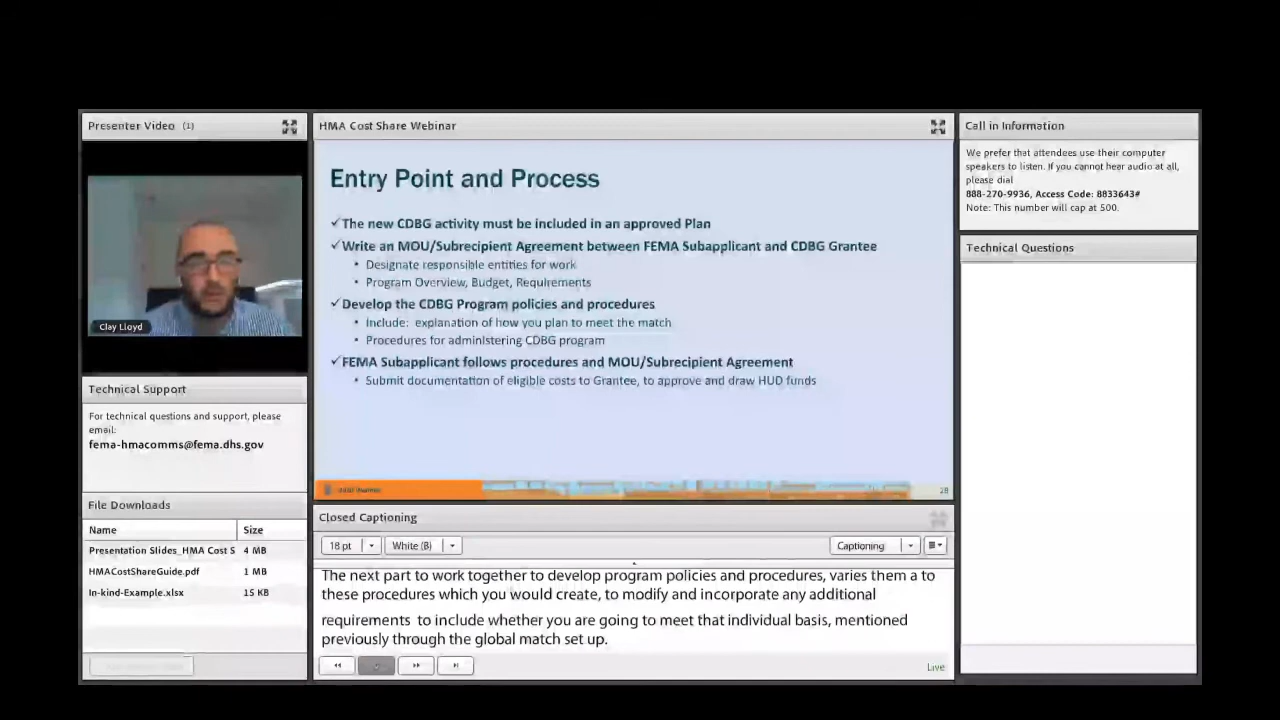 Presenter Video (1)
Clay Lloyd
Technical Support
For technical questions and support, please
email:
fema-hmacomms@fema.dhs.gov
File Downloads
Name Size
Presentation Slides_HMA Cost S 4 MB
HMACostShareGuide.pdf 1 MB
In-kind-Example.xlsx 15 KB
HMA Cost Share Webinar
Entry Point and Process
✓The new CDBG activity must be included in an approved Plan
✓Write an MOU/Subrecipient Agreement between FEMA Subapplicant and CDBG Grantee
• Designate responsible entities for work
• Program Overview, Budget, Requirements
✓Develop the CDBG Program policies and procedures
• Include: explanation of how you plan to meet the match
• Procedures for administering CDBG program
✓FEMA Subapplicant follows procedures and MOU/Subrecipient Agreement
• Submit documentation of eligible costs to Grantee, to approve and draw HUD funds
28
Closed Captioning
18 pt White (B) Captioning
The next part to work together to develop program policies and procedures, varies them a to
these procedures which you would create, to modify and incorporate any additional
requirements to include whether you are going to meet that individual basis, mentioned
previously through the global match set up.
Live
Call in Information
We prefer that attendees use their computer
speakers to listen. If you cannot hear audio at all,
please dial
888-270-9936, Access Code: 8833643#
Note: This number will cap at 500.
Technical Questions